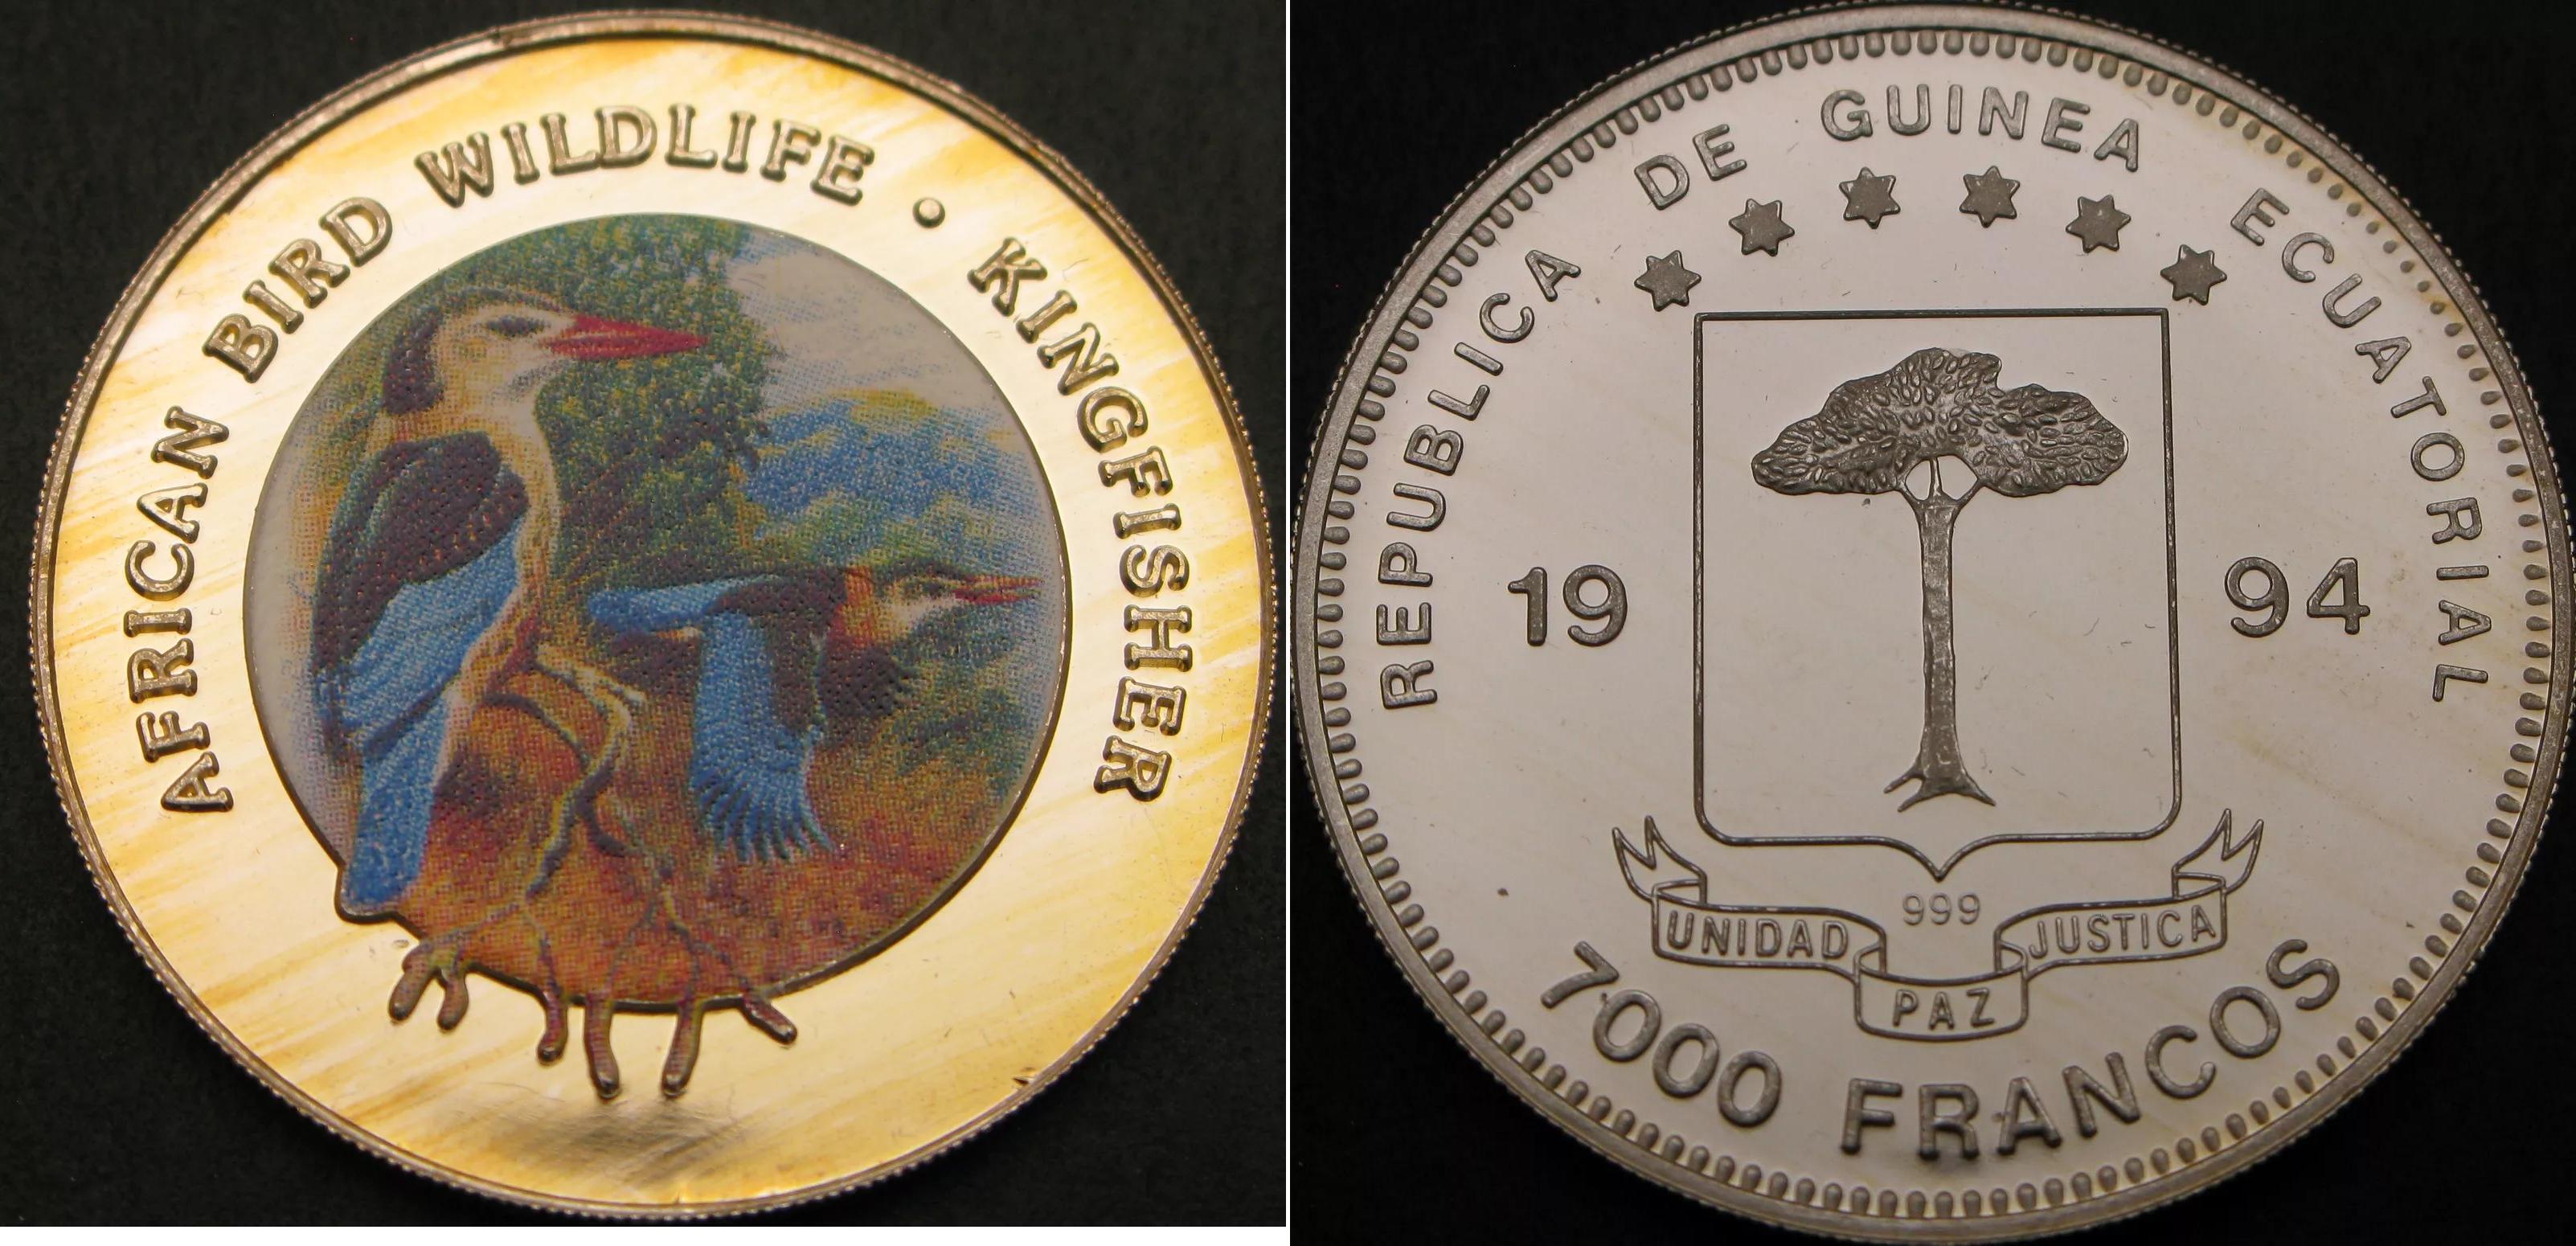 AFRICAN BIRD WILDLIFE • KINGFISHER
REPUBLICA DE GUINEA ECUATORIAL
19 94
999
UNIDAD PAZ JUSTICA
7000 FRANCOS